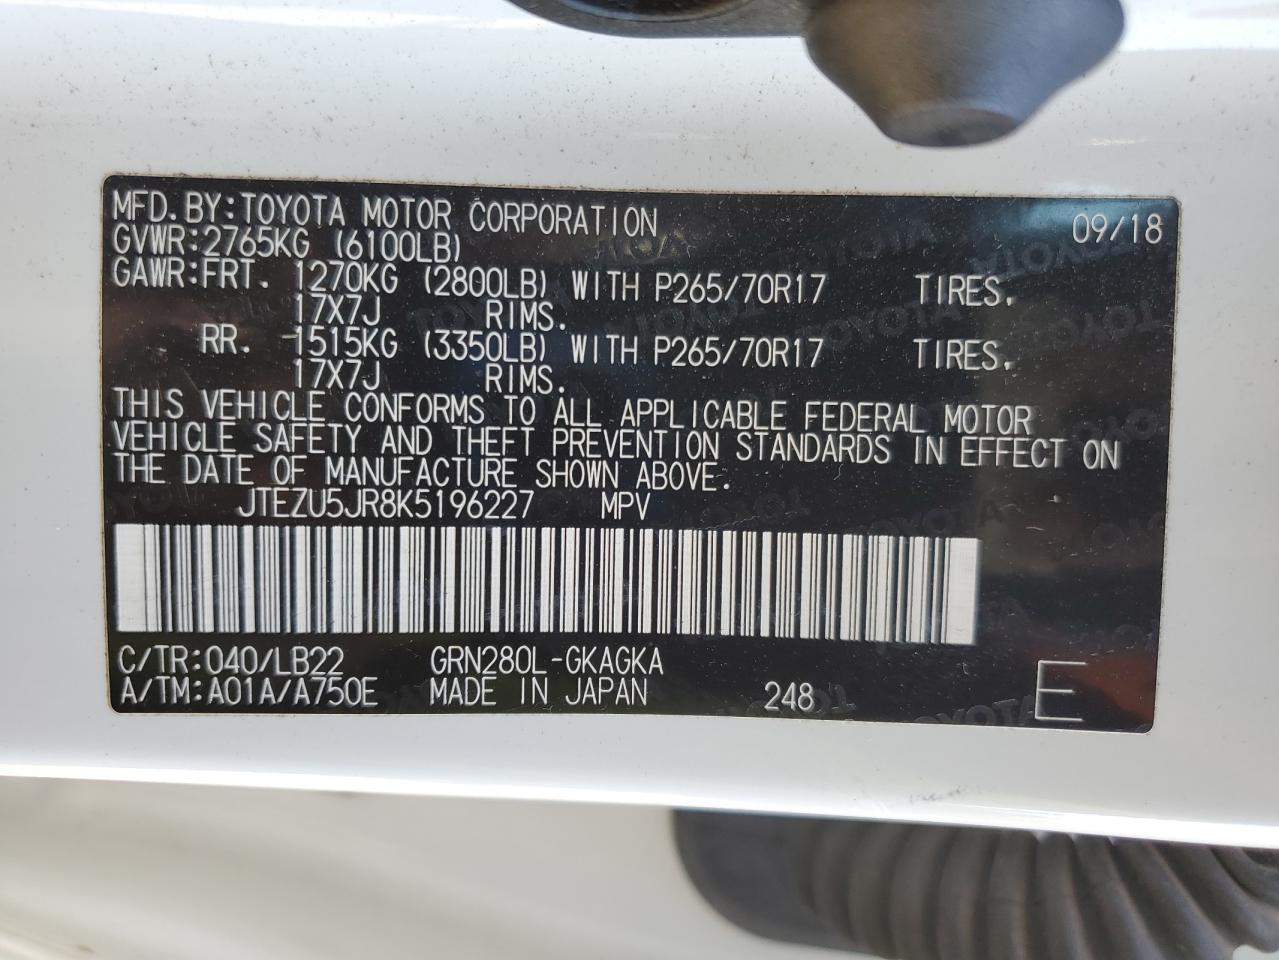 MFD.BY:TOYOTA MOTOR CORPORATION 09/18
GVWR:2765KG (6100LB)
GAWR:FRT. 1270KG (2800LB) WITH P265/70R17 TIRES,
17X7J RIMS.
RR. 1515KG (3350LB) WITH P265/70R17 TIRES,
17X7J RIMS.
THIS VEHICLE CONFORMS TO ALL APPLICABLE FEDERAL MOTOR
VEHICLE SAFETY AND THEFT PREVENTION STANDARDS IN EFFECT ON
THE DATE OF MANUFACTURE SHOWN ABOVE.
JTEZU5JR8K5196227 MPV
C/TR:040/LB22 GRN280L-GKAGKA
A/TM:A01A/A750E MADE IN JAPAN 248 E